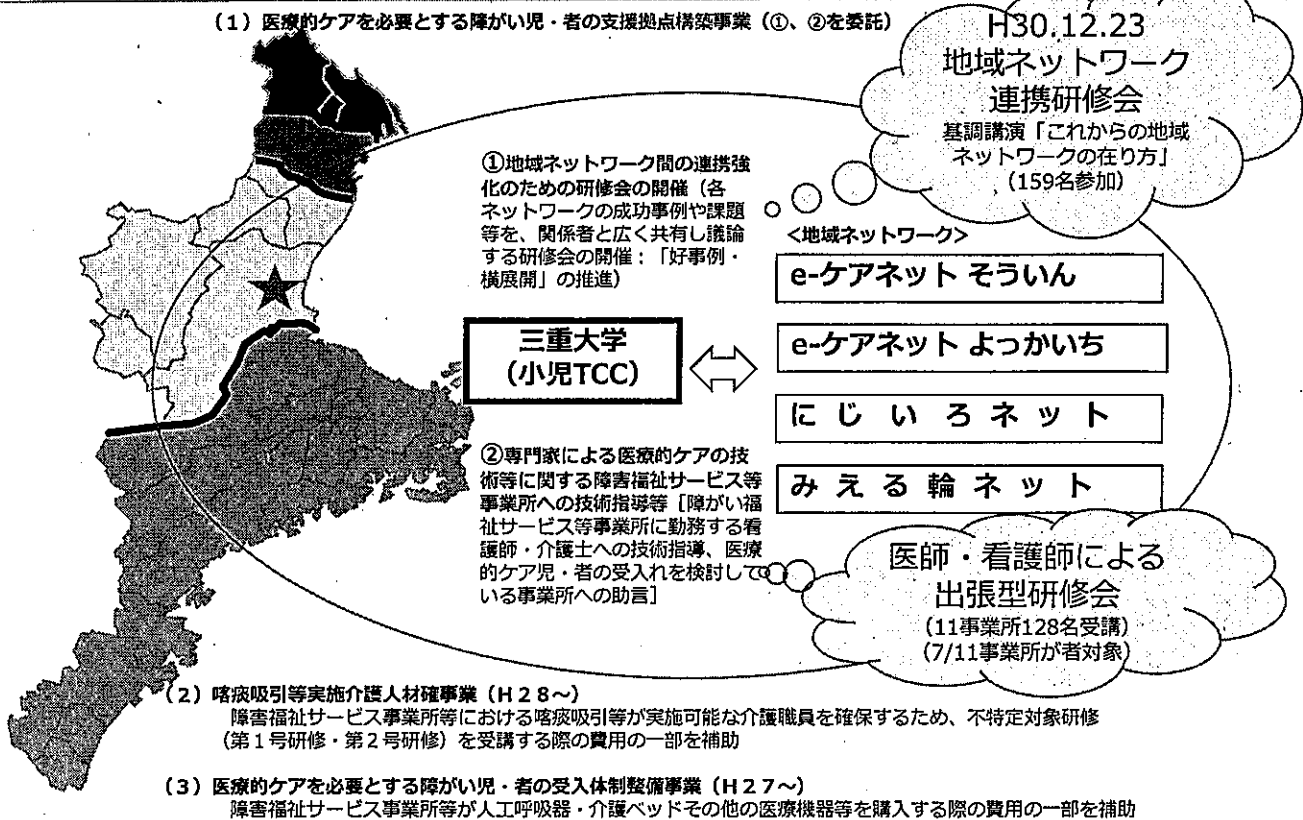 (1) 医療的ケアを必要とする障がい児・者の支援拠点構築事業 (①、②を委託)
H30.12.23
地域ネットワーク
連携研修会
基調講演「これからの地域
ネットワークの在り方」
(159名参加)
①地域ネットワーク間の連携強
化のための研修会の開催（各
ネットワークの成功事例や課題
等を、関係者と広く共有し議論
する研修会の開催：「好事例・
横展開」の推進）
<地域ネットワーク>
e-ケアネット そういん
e-ケアネット よっかいち
にじいろネット
みえる輪ネット
三重大学
(小児TCC)
②専門家による医療的ケアの技
術等に関する障害福祉サービス等
事業所への技術指導等［障がい福
祉サービス等事業所に勤務する看
護師・介護士への技術指導、医療
的ケア児・者の受入れを検討して
いる事業所への助言］
医師・看護師による
出張型研修会
(11事業所128名受講)
(7/11事業所が者対象)
(2) 喀痰吸引等実施介護人材確事業（H28～）
障害福祉サービス事業所等における喀痰吸引等が実施可能な介護職員を確保するため、不特定対象研修
（第1号研修・第2号研修）を受講する際の費用の一部を補助
(3) 医療的ケアを必要とする障がい児・者の受入体制整備事業（H27～）
障害福祉サービス事業所等が人工呼吸器・介護ベッドその他の医療機器等を購入する際の費用の一部を補助